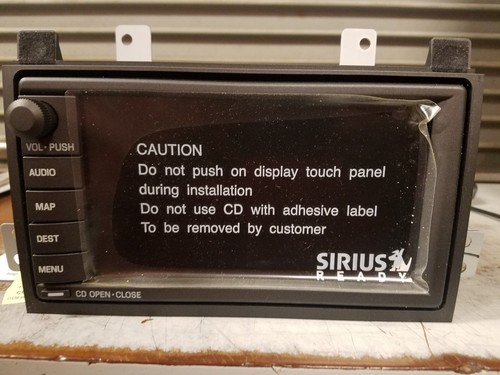 VOL·PUSH
AUDIO
MAP
DEST
MENU
CD OPEN·CLOSE
CAUTION
Do not push on display touch panel
during installation
Do not use CD with adhesive label
To be removed by customer
SIRIUS
READY